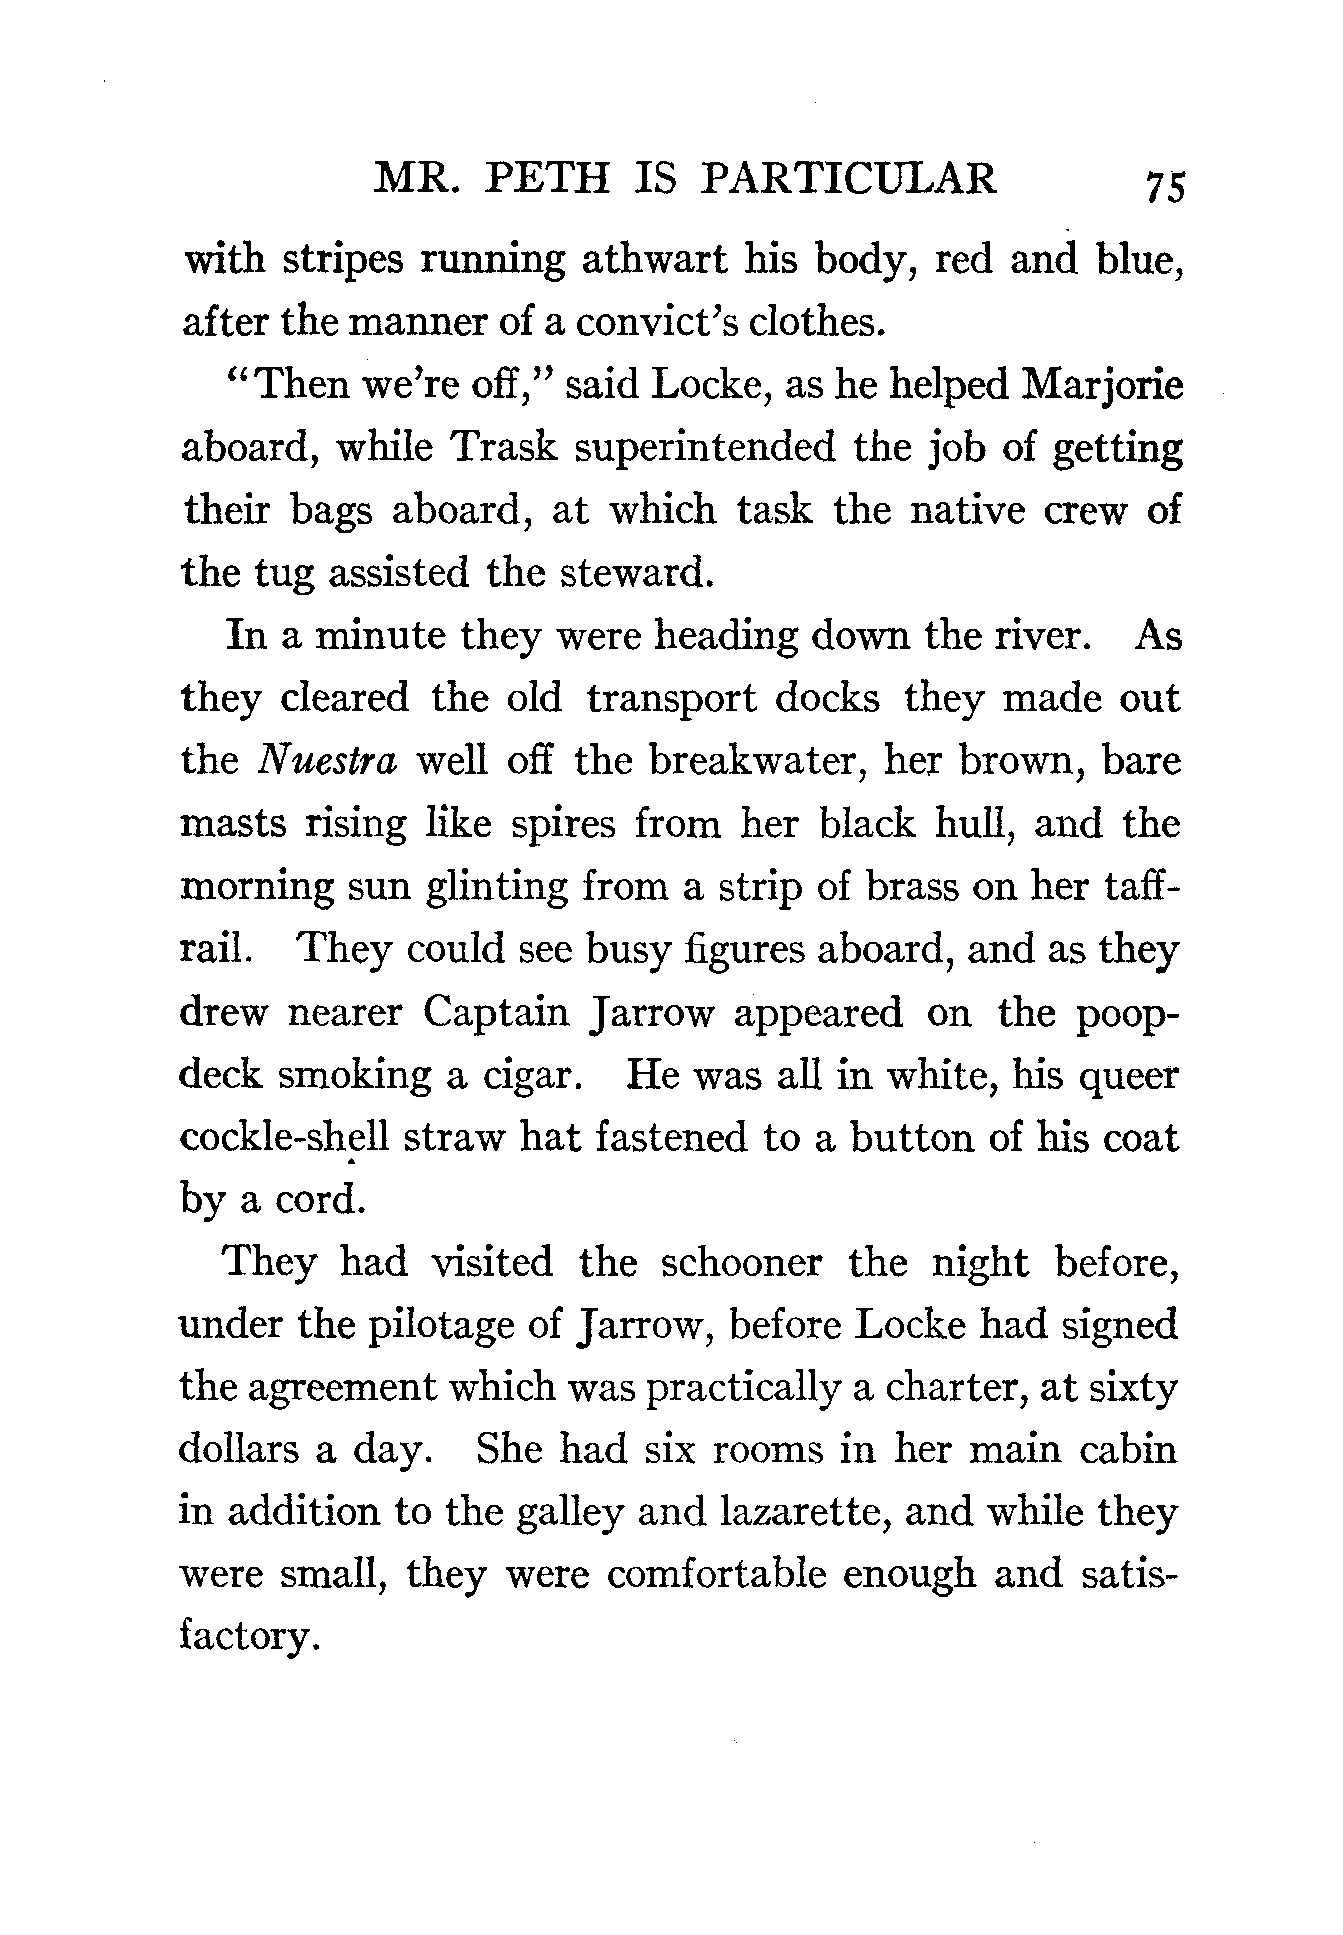 MR. PETH IS PARTICULAR 75
with stripes running athwart his body, red and blue,
after the manner of a convict's clothes.
"Then we're off," said Locke, as he helped Marjorie
aboard, while Trask superintended the job of getting
their bags aboard, at which task the native crew of
the tug assisted the steward.
In a minute they were heading down the river. As
they cleared the old transport docks they made out
the Nuestra well off the breakwater, her brown, bare
masts rising like spires from her black hull, and the
morning sun glinting from a strip of brass on her taff-
rail. They could see busy figures aboard, and as they
drew nearer Captain Jarrow appeared on the poop-
deck smoking a cigar. He was all in white, his queer
cockle-shell straw hat fastened to a button of his coat
by a cord.
They had visited the schooner the night before,
under the pilotage of Jarrow, before Locke had signed
the agreement which was practically a charter, at sixty
dollars a day. She had six rooms in her main cabin
in addition to the galley and lazarette, and while they
were small, they were comfortable enough and satis-
factory.